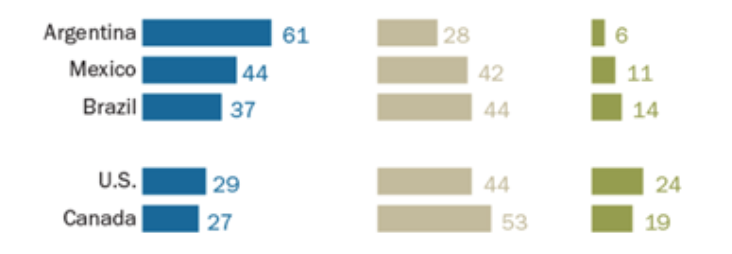 Argentina 61 28 6
Mexico 44 42 11
Brazil 37 44 14
U.S. 29 44 24
Canada 27 53 19